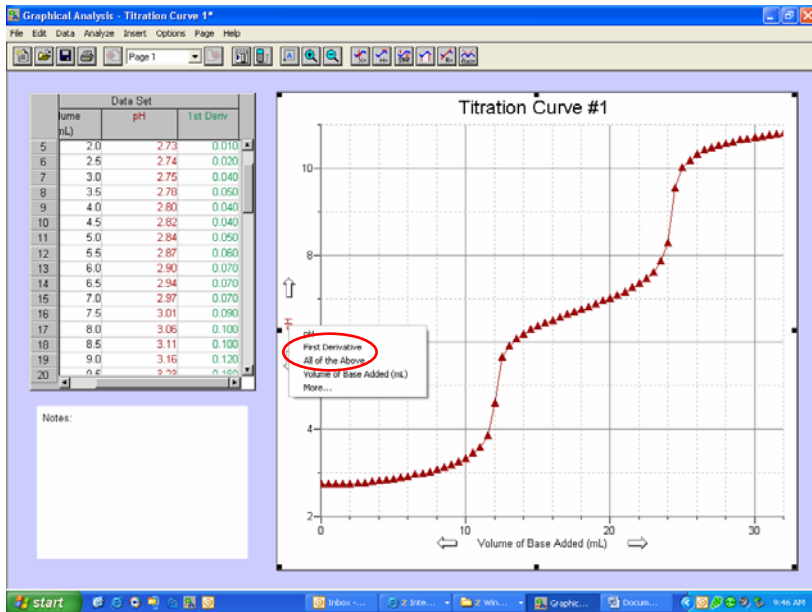 Graphical Analysis - Titration Curve 1*
File Edit Data Analyze Insert Options Page Help
Page 1
Data Set
lume pH 1st Deriv
nL)
5 2.0 2.73 0.010
6 2.5 2.74 0.020
7 3.0 2.75 0.040
8 3.5 2.78 0.050
9 4.0 2.80 0.040
10 4.5 2.82 0.040
11 5.0 2.84 0.050
12 5.5 2.87 0.060
13 6.0 2.90 0.070
14 6.5 2.94 0.070
15 7.0 2.97 0.070
16 7.5 3.01 0.090
17 8.0 3.06 0.100
18 8.5 3.11 0.100
19 9.0 3.16 0.120
20
Notes:
Titration Curve #1
10
8
4
2
pH
First Derivative
All of the Above
Volume of Base Added (mL)
More...
0 10 20 30
Volume of Base Added (mL)
start Inbox -... 2 Inte... 2 Win... Graphic... Docum... 9:46 AM